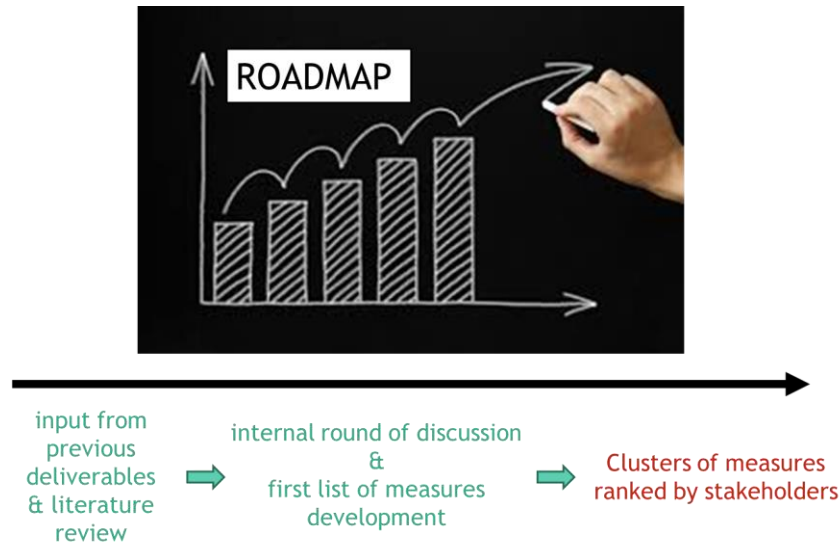 ROADMAP
input from
previous
deliverables
& literature
review
internal round of discussion
&
first list of measures
development
Clusters of measures
ranked by stakeholders